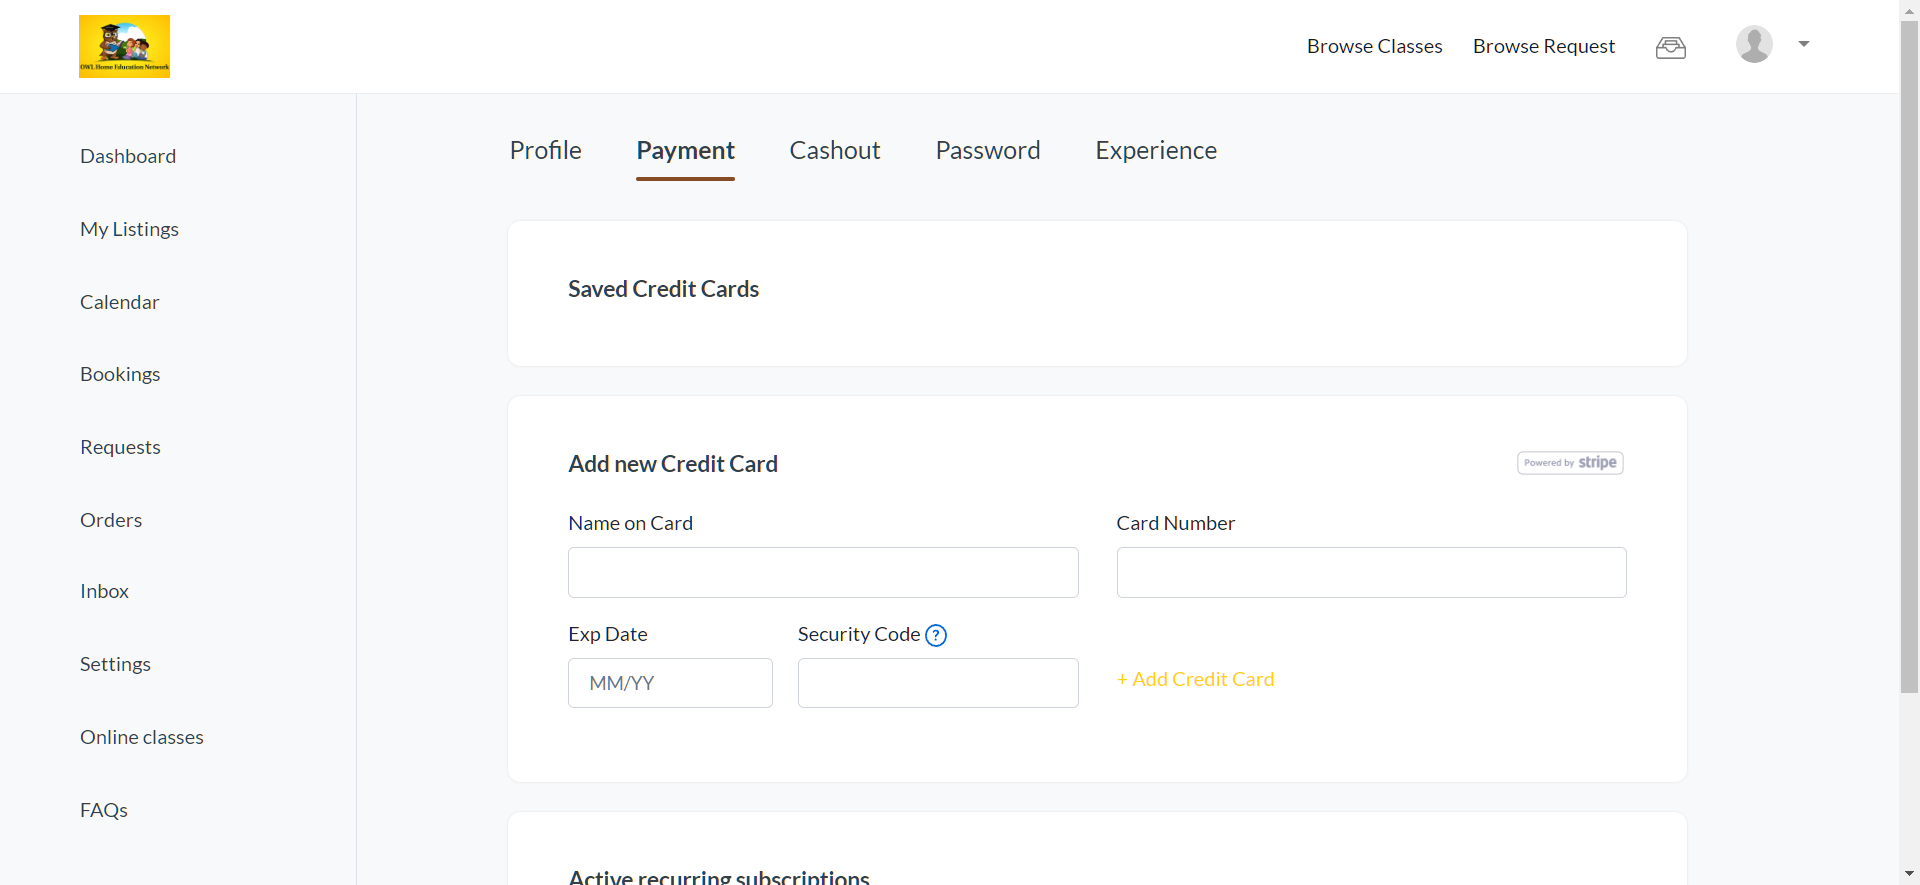 OWL Home Education Network
Browse Classes
Browse Request
Dashboard
My Listings
Calendar
Bookings
Requests
Orders
Inbox
Settings
Online classes
FAQs
Profile
Payment
Cashout
Password
Experience
Saved Credit Cards
Add new Credit Card
Powered by stripe
Name on Card
Card Number
Exp Date
Security Code ?
MM/YY
+ Add Credit Card
Active recurring subscriptions